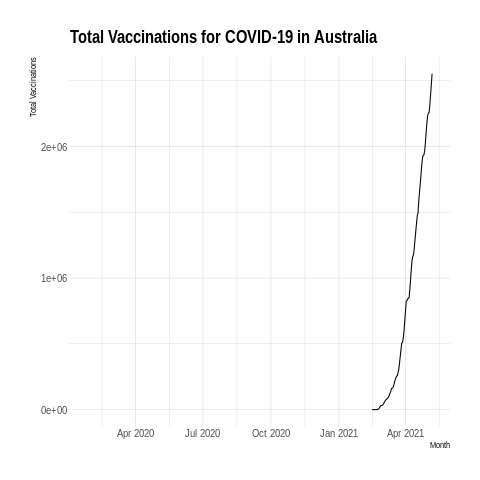 Total Vaccinations for COVID-19 in Australia
Total Vaccinations
2e+06
1e+06
0e+00
Apr 2020 Jul 2020 Oct 2020 Jan 2021 Apr 2021
Month